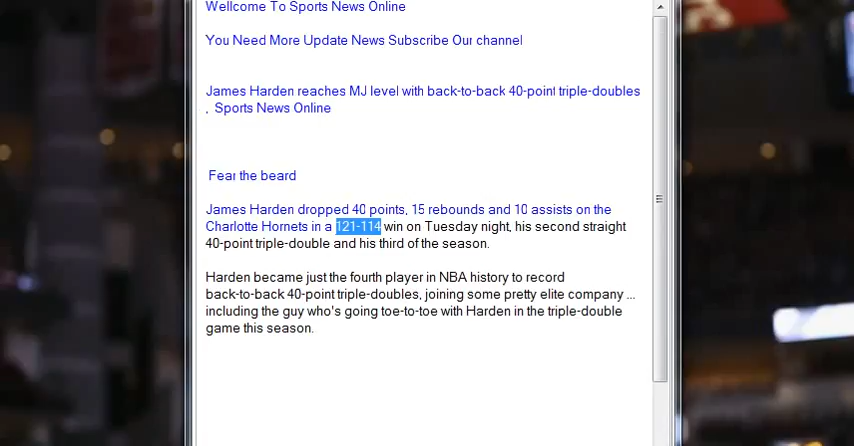 Wellcome To Sports News Online
You Need More Update News Subscribe Our channel
James Harden reaches MJ level with back-to-back 40-point triple-doubles
, Sports News Online
Fear the beard
James Harden dropped 40 points, 15 rebounds and 10 assists on the
Charlotte Hornets in a 121-114 win on Tuesday night, his second straight
40-point triple-double and his third of the season.
Harden became just the fourth player in NBA history to record
back-to-back 40-point triple-doubles, joining some pretty elite company ...
including the guy who's going toe-to-toe with Harden in the triple-double
game this season.